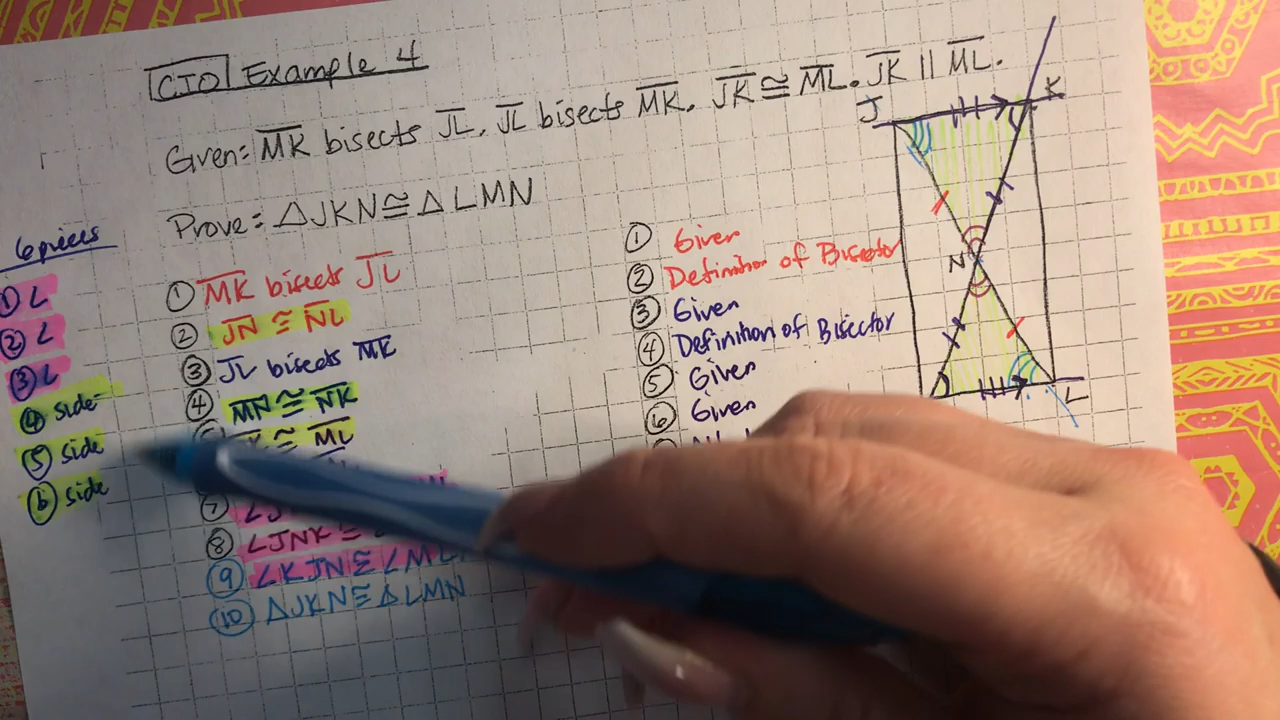 CIO Example 4
Given: MK bisects JL. JL bisects MK. JK ≅ ML. JK || ML.
Prove: △JKN ≅ △LMN
6 pieces
① ∠
② ∠
③ ∠
④ side
⑤ side
⑥ side
① MK bisects JL
② JN ≅ NL
③ JL bisects MK
④ MN ≅ NK
≅ ML
⑦ ∠J
⑧ ∠JNK ≅
⑨ ∠KJN ≅ ∠ML
⑩ △JKN ≅ △LMN
① Given
② Definition of Bisector
③ Given
④ Definition of Bisector
⑤ Given
⑥ Given
J
K
N
L